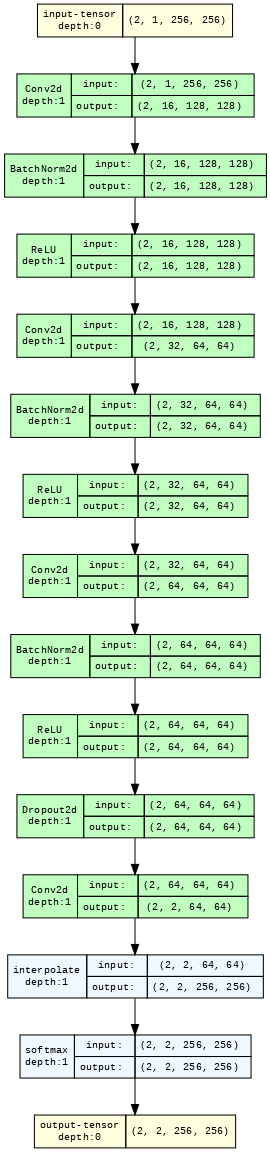 input-tensor
depth:0
(2, 1, 256, 256)
Conv2d
depth:1
input:
(2, 1, 256, 256)
output:
(2, 16, 128, 128)
BatchNorm2d
depth:1
input:
(2, 16, 128, 128)
output:
(2, 16, 128, 128)
ReLU
depth:1
input:
(2, 16, 128, 128)
output:
(2, 16, 128, 128)
Conv2d
depth:1
input:
(2, 16, 128, 128)
output:
(2, 32, 64, 64)
BatchNorm2d
depth:1
input:
(2, 32, 64, 64)
output:
(2, 32, 64, 64)
ReLU
depth:1
input:
(2, 32, 64, 64)
output:
(2, 32, 64, 64)
Conv2d
depth:1
input:
(2, 32, 64, 64)
output:
(2, 64, 64, 64)
BatchNorm2d
depth:1
input:
(2, 64, 64, 64)
output:
(2, 64, 64, 64)
ReLU
depth:1
input:
(2, 64, 64, 64)
output:
(2, 64, 64, 64)
Dropout2d
depth:1
input:
(2, 64, 64, 64)
output:
(2, 64, 64, 64)
Conv2d
depth:1
input:
(2, 64, 64, 64)
output:
(2, 2, 64, 64)
interpolate
depth:1
input:
(2, 2, 64, 64)
output:
(2, 2, 256, 256)
softmax
depth:1
input:
(2, 2, 256, 256)
output:
(2, 2, 256, 256)
output-tensor
depth:0
(2, 2, 256, 256)